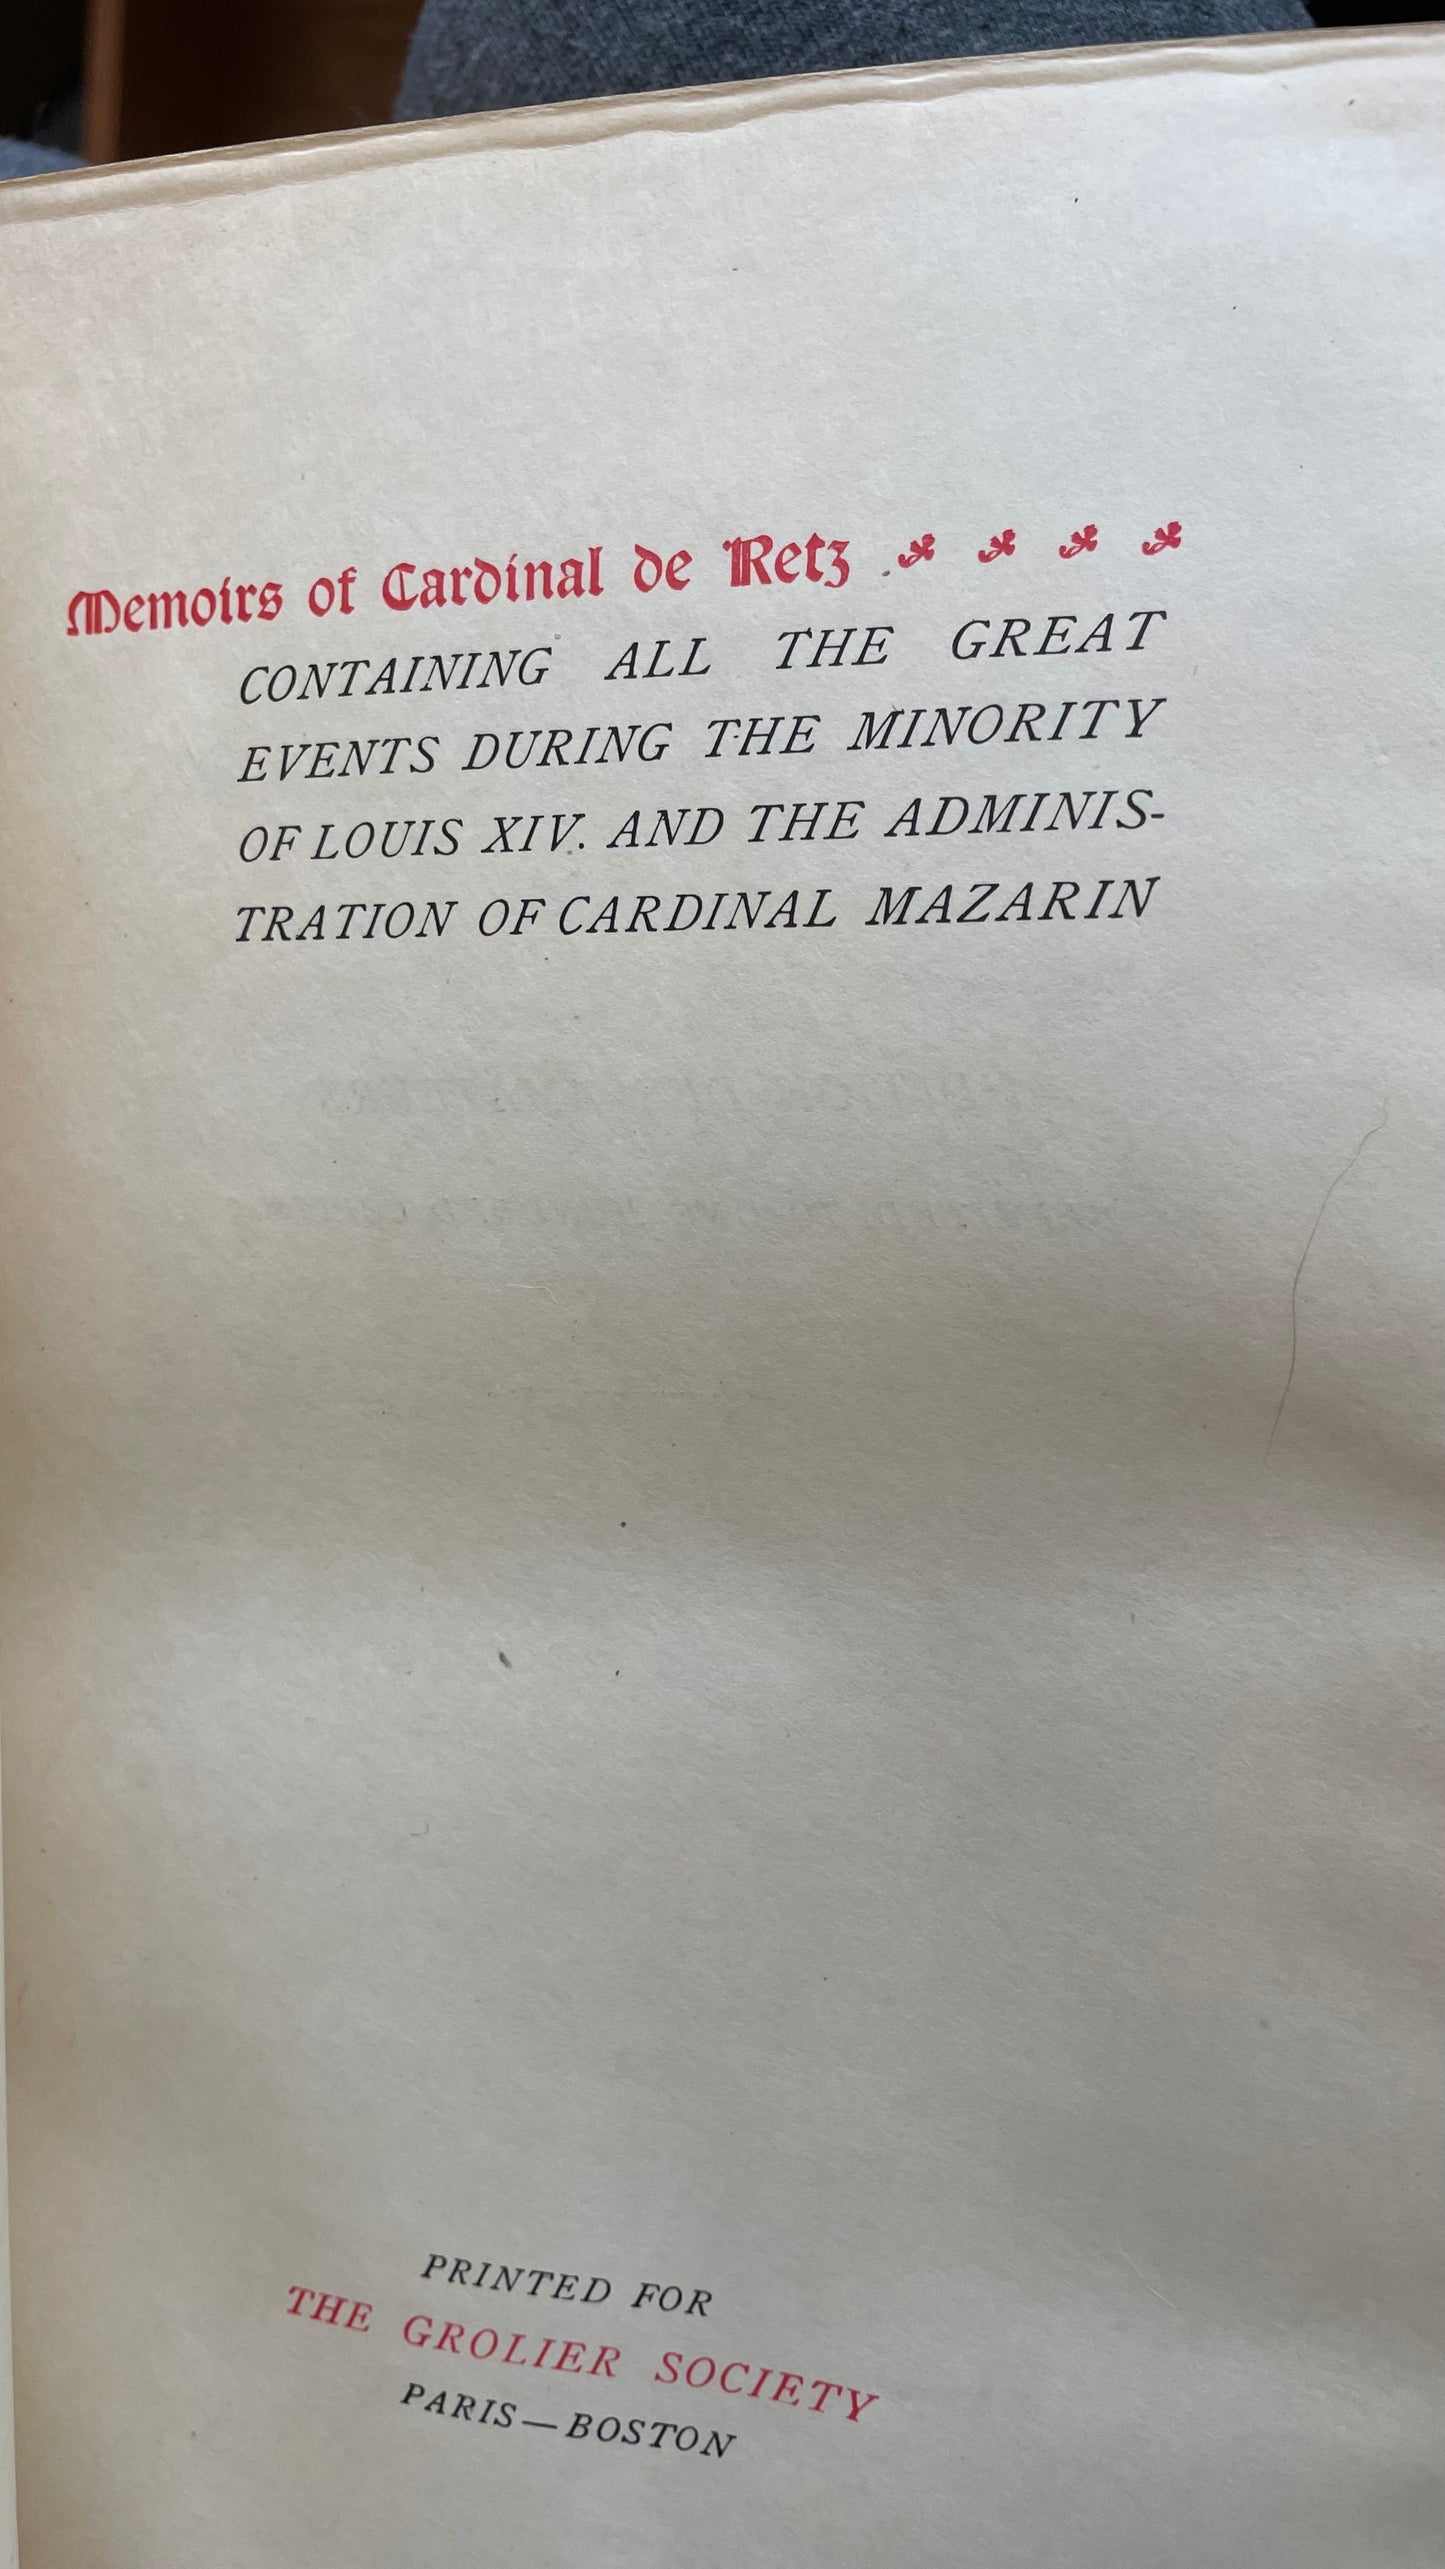 Memoirs of Cardinal de Retz
CONTAINING ALL THE GREAT
EVENTS DURING THE MINORITY
OF LOUIS XIV. AND THE ADMINIS-
TRATION OF CARDINAL MAZARIN
PRINTED FOR
THE GROLIER SOCIETY
PARIS—BOSTON